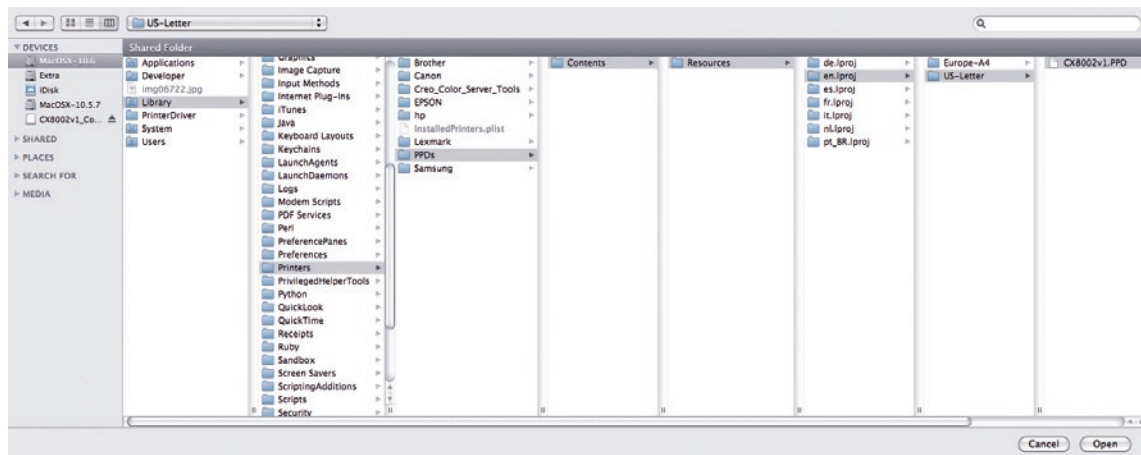 US-Letter
DEVICES
MacOSX-10.6
Extra
iDisk
MacOSX-10.5.7
CX8002v1_Co...
SHARED
PLACES
SEARCH FOR
MEDIA
Shared Folder
Applications
Developer
img06722.jpg
Library
PrinterDriver
System
Users
Graphics
Image Capture
Input Methods
Internet Plug-Ins
iTunes
Java
Keyboard Layouts
Keychains
LaunchAgents
LaunchDaemons
Logs
Modem Scripts
PDF Services
Perl
PreferencePanes
Preferences
Printers
PrivilegedHelperTools
Python
QuickLook
QuickTime
Receipts
Ruby
Sandbox
Screen Savers
ScriptingAdditions
Scripts
Security
Brother
Canon
Creo_Color_Server_Tools
EPSON
hp
InstalledPrinters.plist
Lexmark
PPDs
Samsung
Contents
Resources
de.lproj
en.lproj
es.lproj
fr.lproj
it.lproj
nl.lproj
pt_BR.lproj
Europe-A4
US-Letter
CX8002v1.PPD
Cancel
Open